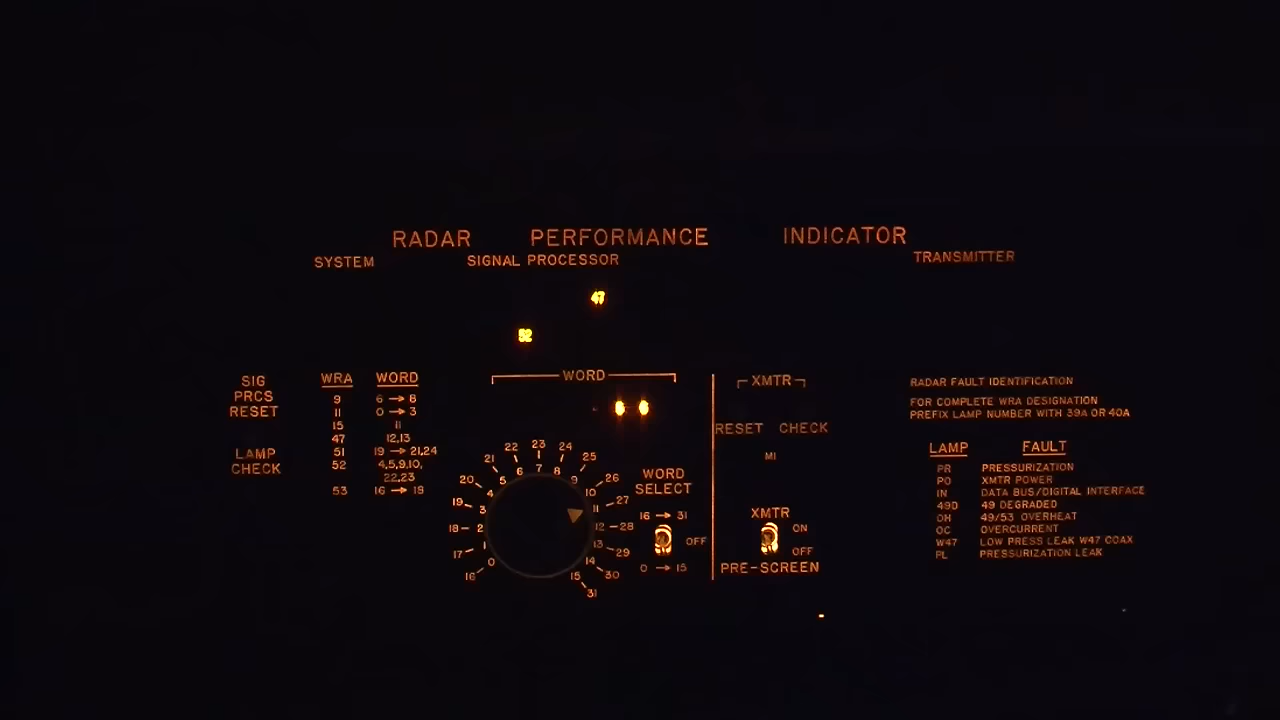 RADAR PERFORMANCE INDICATOR
SYSTEM SIGNAL PROCESSOR TRANSMITTER
47
52
SIG
PRCS
RESET
LAMP
CHECK
WRA WORD
9 6 → 8
11 0 → 3
15 11
47 12,13
51 19 → 21,24
52 4,5,9,10,
22,23
53 16 → 18
WORD
16 17 18 19 20 21 22 23 24 25 26 27 28 29 30 31
0 1 2 3 4 5 6 7 8 9 10 11 12 13 14 15
WORD
SELECT
16 → 31
OFF
0 → 15
XMTR
RESET CHECK
MI
XMTR
ON
OFF
PRE-SCREEN
RADAR FAULT IDENTIFICATION
FOR COMPLETE WRA DESIGNATION
PREFIX LAMP NUMBER WITH 39A OR 40A
LAMP FAULT
PR PRESSURIZATION
PO XMTR POWER
IN DATA BUS/DIGITAL INTERFACE
49D 49 DEGRADED
OH 49/53 OVERHEAT
OC OVERCURRENT
W47 LOW PRESS LEAK W47 COAX
PL PRESSURIZATION LEAK